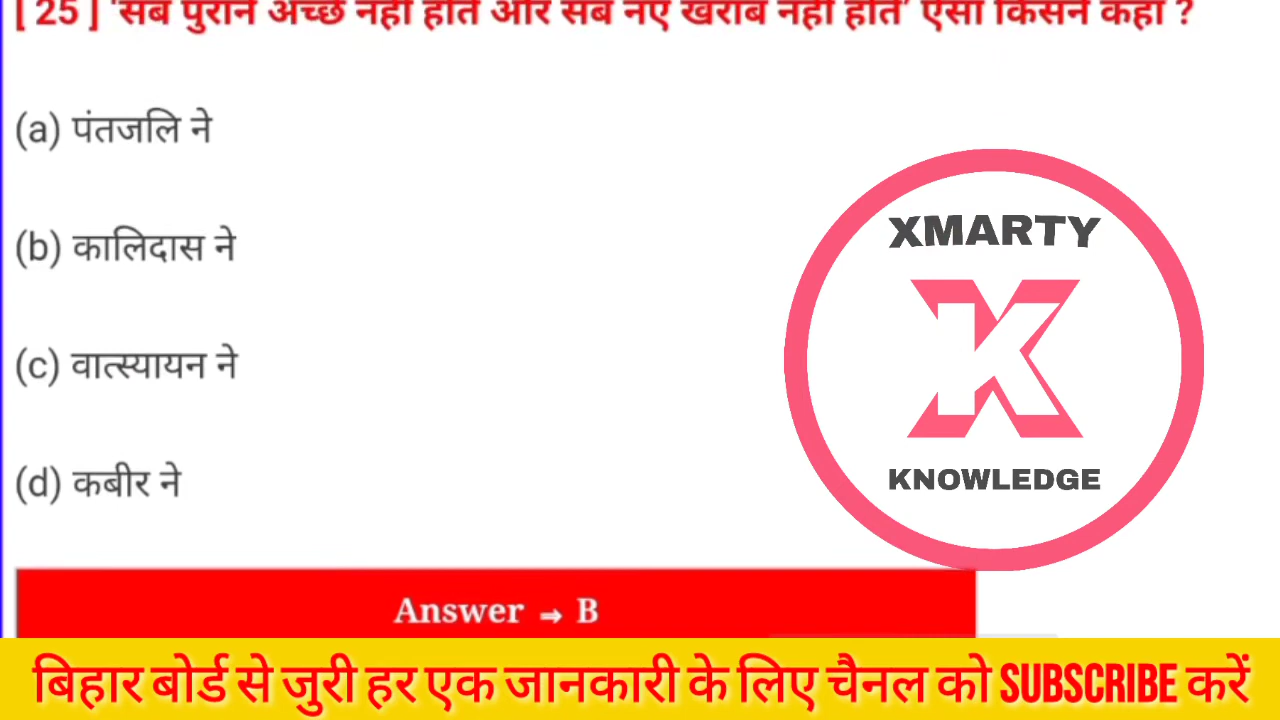 [ 25 ] 'सब पुराने अच्छे नहीं होते और सब नए खराब नहीं होते' ऐसा किसने कहा ?
(a) पंतजलि ने
(b) कालिदास ने
(c) वात्स्यायन ने
(d) कबीर ने
XMARTY
K
KNOWLEDGE
Answer ⇒ B
बिहार बोर्ड से जुरी हर एक जानकारी के लिए चैनल को SUBSCRIBE करें